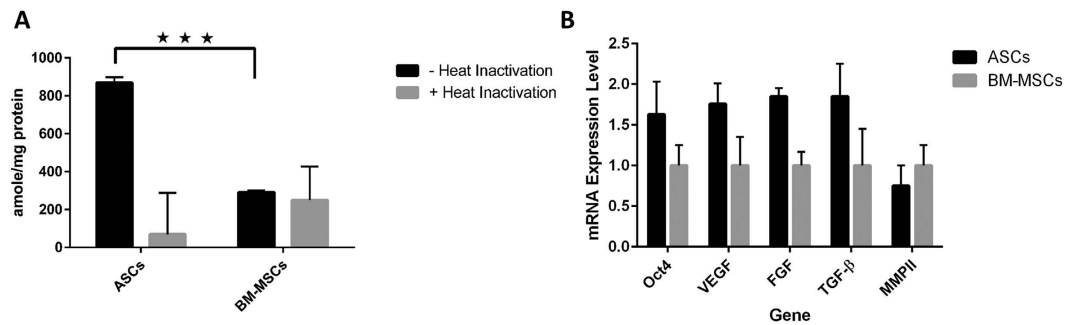 A
★ ★ ★
1000
800
600
400
200
0
amole/mg protein
ASCs
BM-MSCs
- Heat Inactivation
+ Heat Inactivation
B
2.5
2.0
1.5
1.0
0.5
0.0
mRNA Expression Level
Oct4
VEGF
FGF
TGF-β
MMPII
Gene
ASCs
BM-MSCs